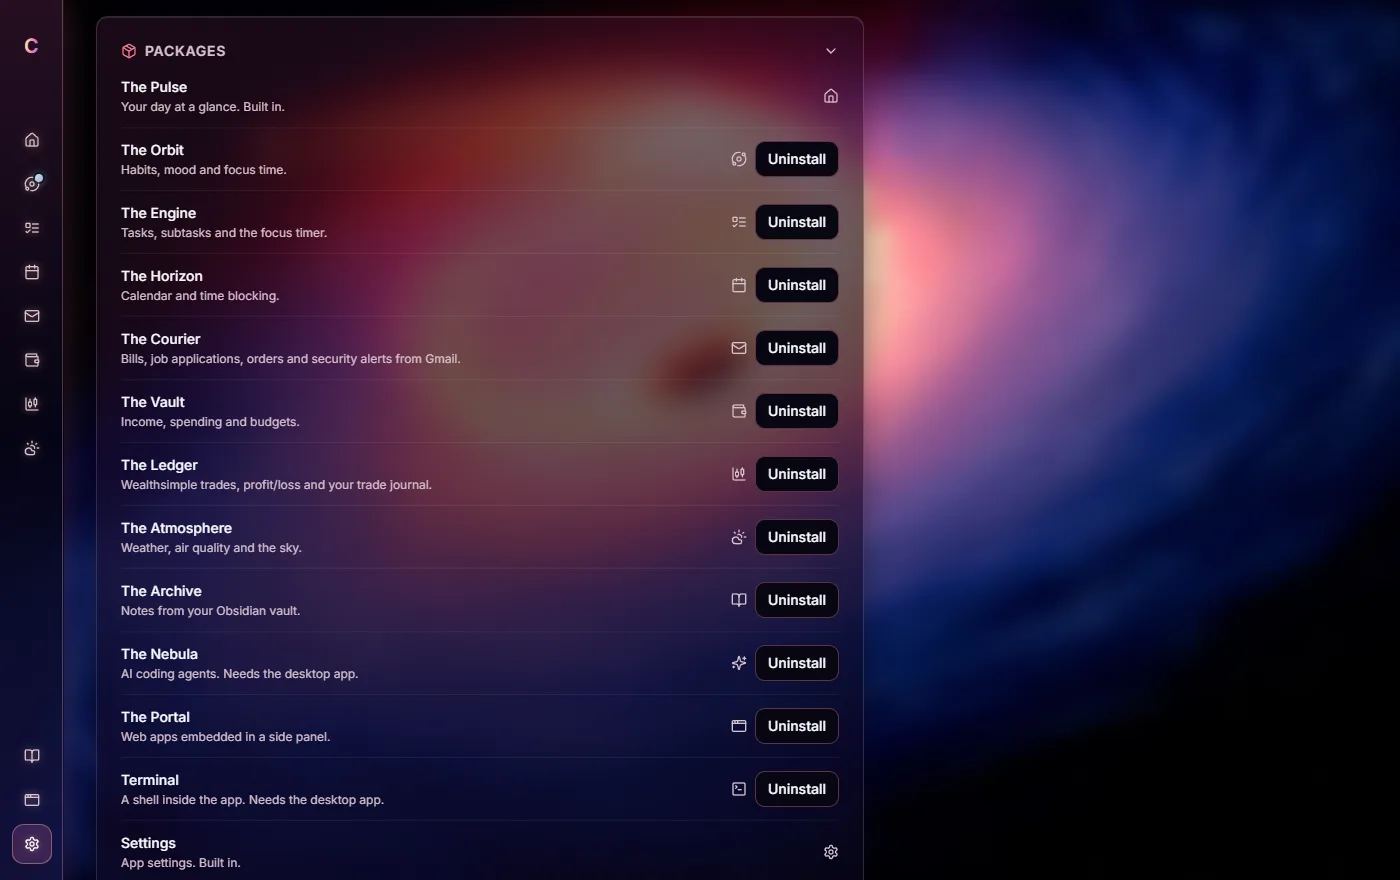 C
PACKAGES
The Pulse
Your day at a glance. Built in.
The Orbit
Habits, mood and focus time.
Uninstall
The Engine
Tasks, subtasks and the focus timer.
Uninstall
The Horizon
Calendar and time blocking.
Uninstall
The Courier
Bills, job applications, orders and security alerts from Gmail.
Uninstall
The Vault
Income, spending and budgets.
Uninstall
The Ledger
Wealthsimple trades, profit/loss and your trade journal.
Uninstall
The Atmosphere
Weather, air quality and the sky.
Uninstall
The Archive
Notes from your Obsidian vault.
Uninstall
The Nebula
AI coding agents. Needs the desktop app.
Uninstall
The Portal
Web apps embedded in a side panel.
Uninstall
Terminal
A shell inside the app. Needs the desktop app.
Uninstall
Settings
App settings. Built in.